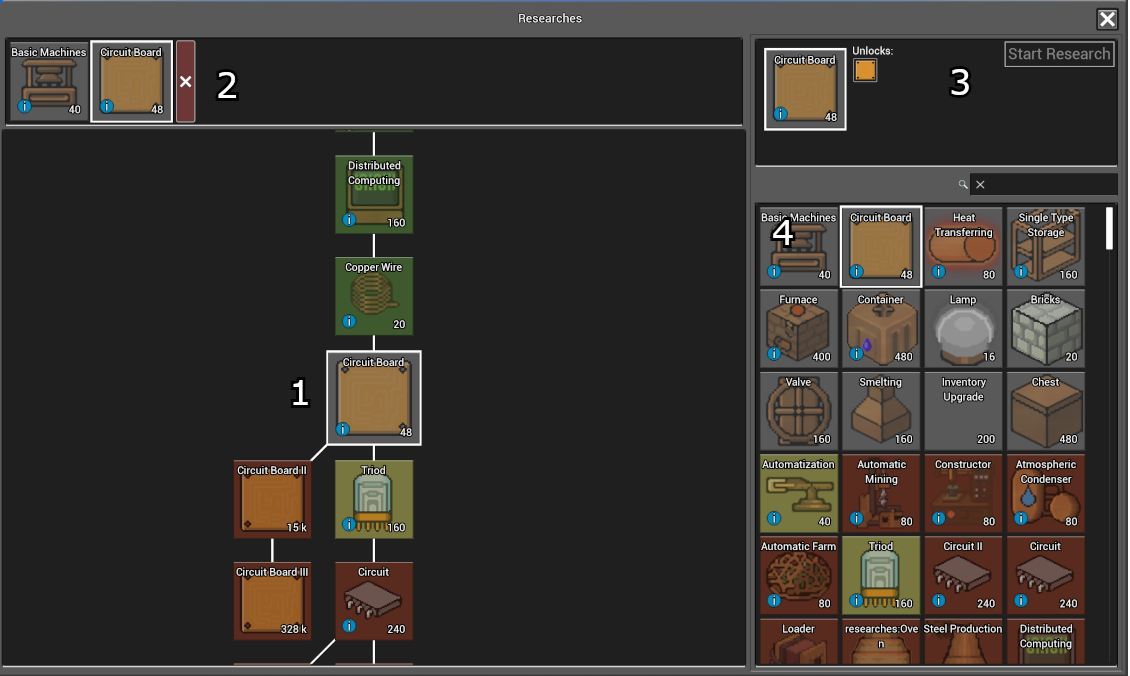 Researches
Basic Machines
40
Circuit Board
48
×
2
Circuit Board
48
Unlocks:
3
Start Research
Distributed
Computing
160
Copper Wire
20
1
Circuit Board
48
Circuit Board II
15 k
Triod
160
Circuit Board III
328 k
Circuit
240
Basic Machines
4
40
Circuit Board
48
Heat
Transferring
80
Single Type
Storage
160
Furnace
400
Container
480
Lamp
16
Bricks
20
Valve
160
Smelting
160
Inventory
Upgrade
200
Chest
480
Automatization
40
Automatic
Mining
80
Constructor
80
Atmospheric
Condenser
80
Automatic Farm
80
Triod
160
Circuit II
240
Circuit
240
Loader
researches:Ove
n
Steel Production
Distributed
Computing